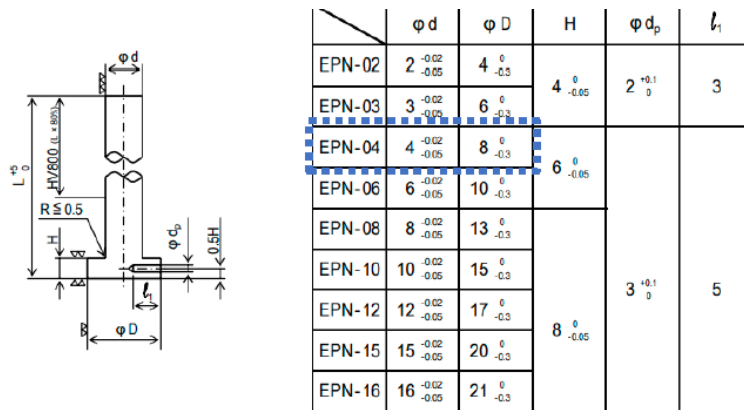 φd
L +5 0
HV800 (L × 80%)
R≦0.5
H
φdp
0.5H
ℓ1
φD
φd φD H φdp ℓ1
EPN-02 2 -0.02 -0.05 4 0 -0.3 4 0 -0.05 2 +0.1 0 3
EPN-03 3 -0.02 -0.05 6 0 -0.3
EPN-04 4 -0.02 -0.05 8 0 -0.3 6 0 -0.05 3 +0.1 0 5
EPN-06 6 -0.02 -0.05 10 0 -0.3
EPN-08 8 -0.02 -0.05 13 0 -0.3 8 0 -0.05
EPN-10 10 -0.02 -0.05 15 0 -0.3
EPN-12 12 -0.02 -0.05 17 0 -0.3
EPN-15 15 -0.02 -0.05 20 0 -0.3
EPN-16 16 -0.02 -0.05 21 0 -0.3